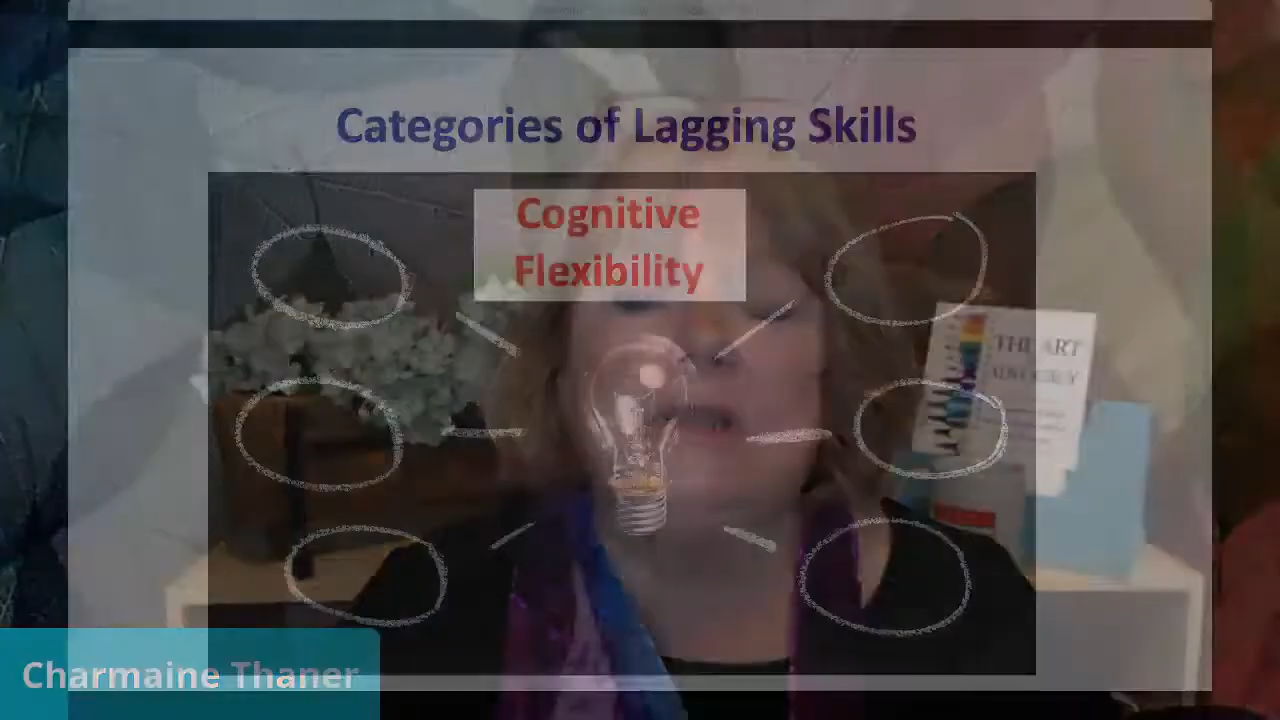 Categories of Lagging Skills
Cognitive
Flexibility
THE ART
Charmaine Thaner